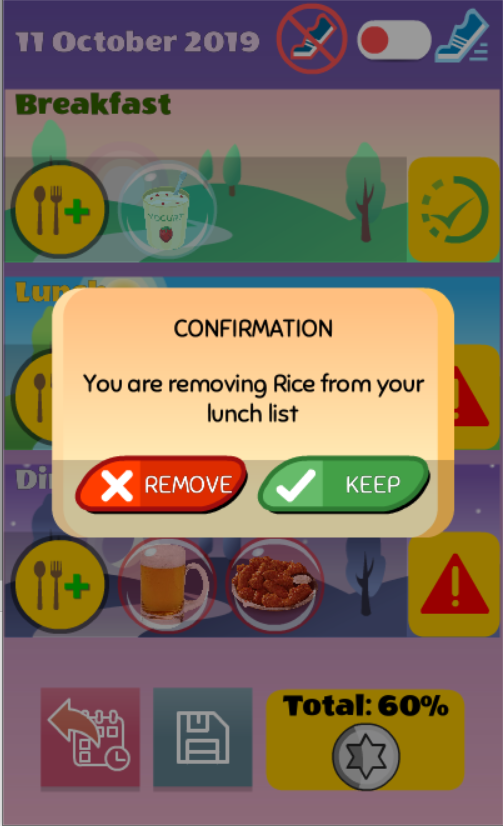 11 October 2019
Breakfast
YOGURT
Lunch
CONFIRMATION
You are removing Rice from your
lunch list
REMOVE
KEEP
Total: 60%